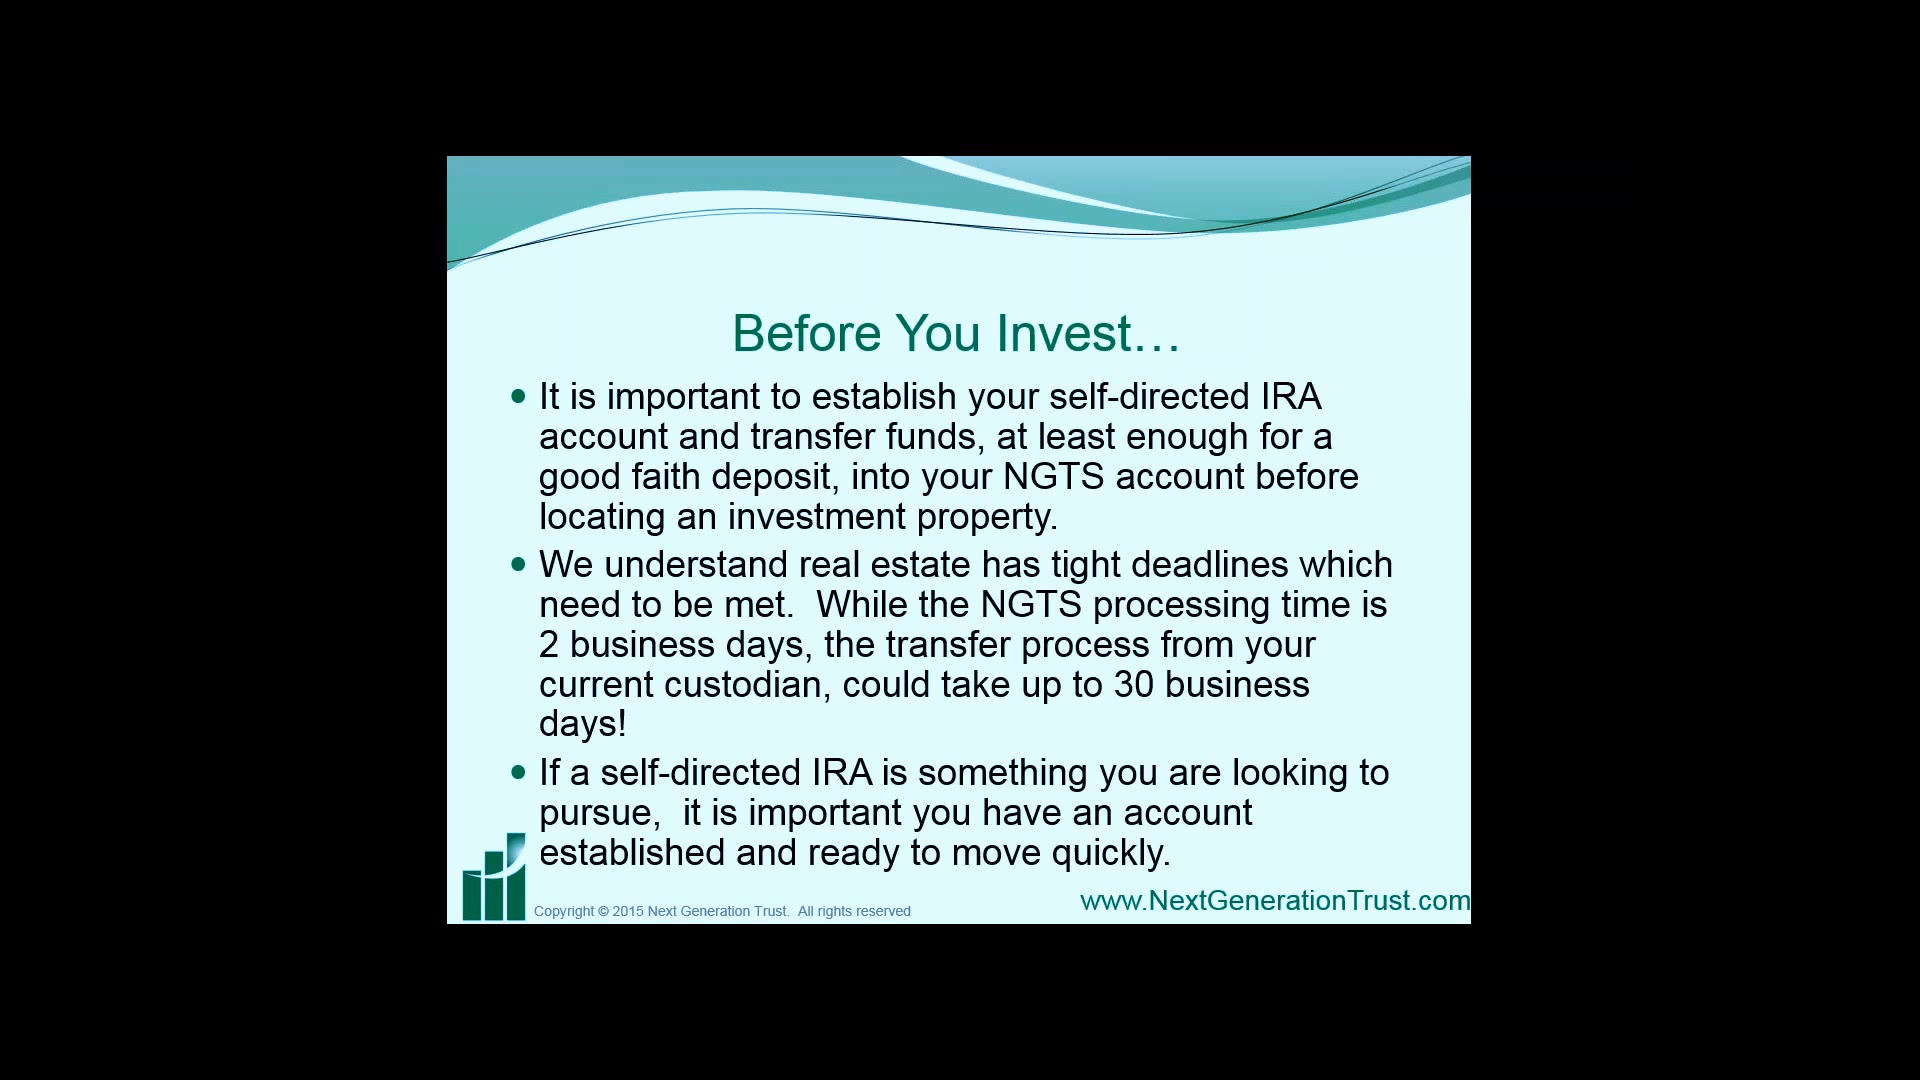 Before You Invest…
• It is important to establish your self-directed IRA
account and transfer funds, at least enough for a
good faith deposit, into your NGTS account before
locating an investment property.
• We understand real estate has tight deadlines which
need to be met.  While the NGTS processing time is
2 business days, the transfer process from your
current custodian, could take up to 30 business
days!
• If a self-directed IRA is something you are looking to
pursue,  it is important you have an account
established and ready to move quickly.
www.NextGenerationTrust.com
Copyright © 2015 Next Generation Trust.  All rights reserved